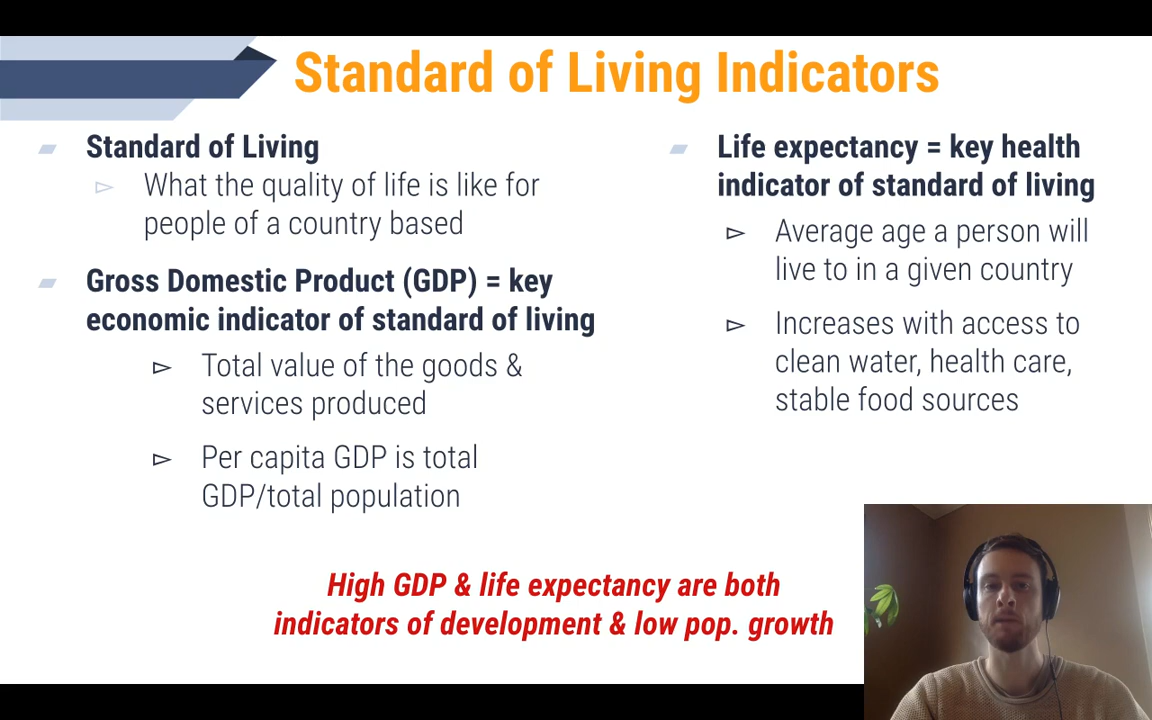 Standard of Living Indicators
Standard of Living
What the quality of life is like for
people of a country based
Gross Domestic Product (GDP) = key
economic indicator of standard of living
Total value of the goods &
services produced
Per capita GDP is total
GDP/total population
Life expectancy = key health
indicator of standard of living
Average age a person will
live to in a given country
Increases with access to
clean water, health care,
stable food sources
High GDP & life expectancy are both
indicators of development & low pop. growth